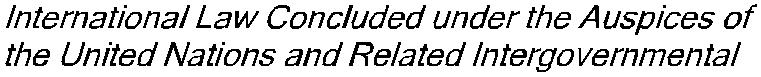 International Law Concluded under the Auspices of
the United Nations and Related Intergovernmental